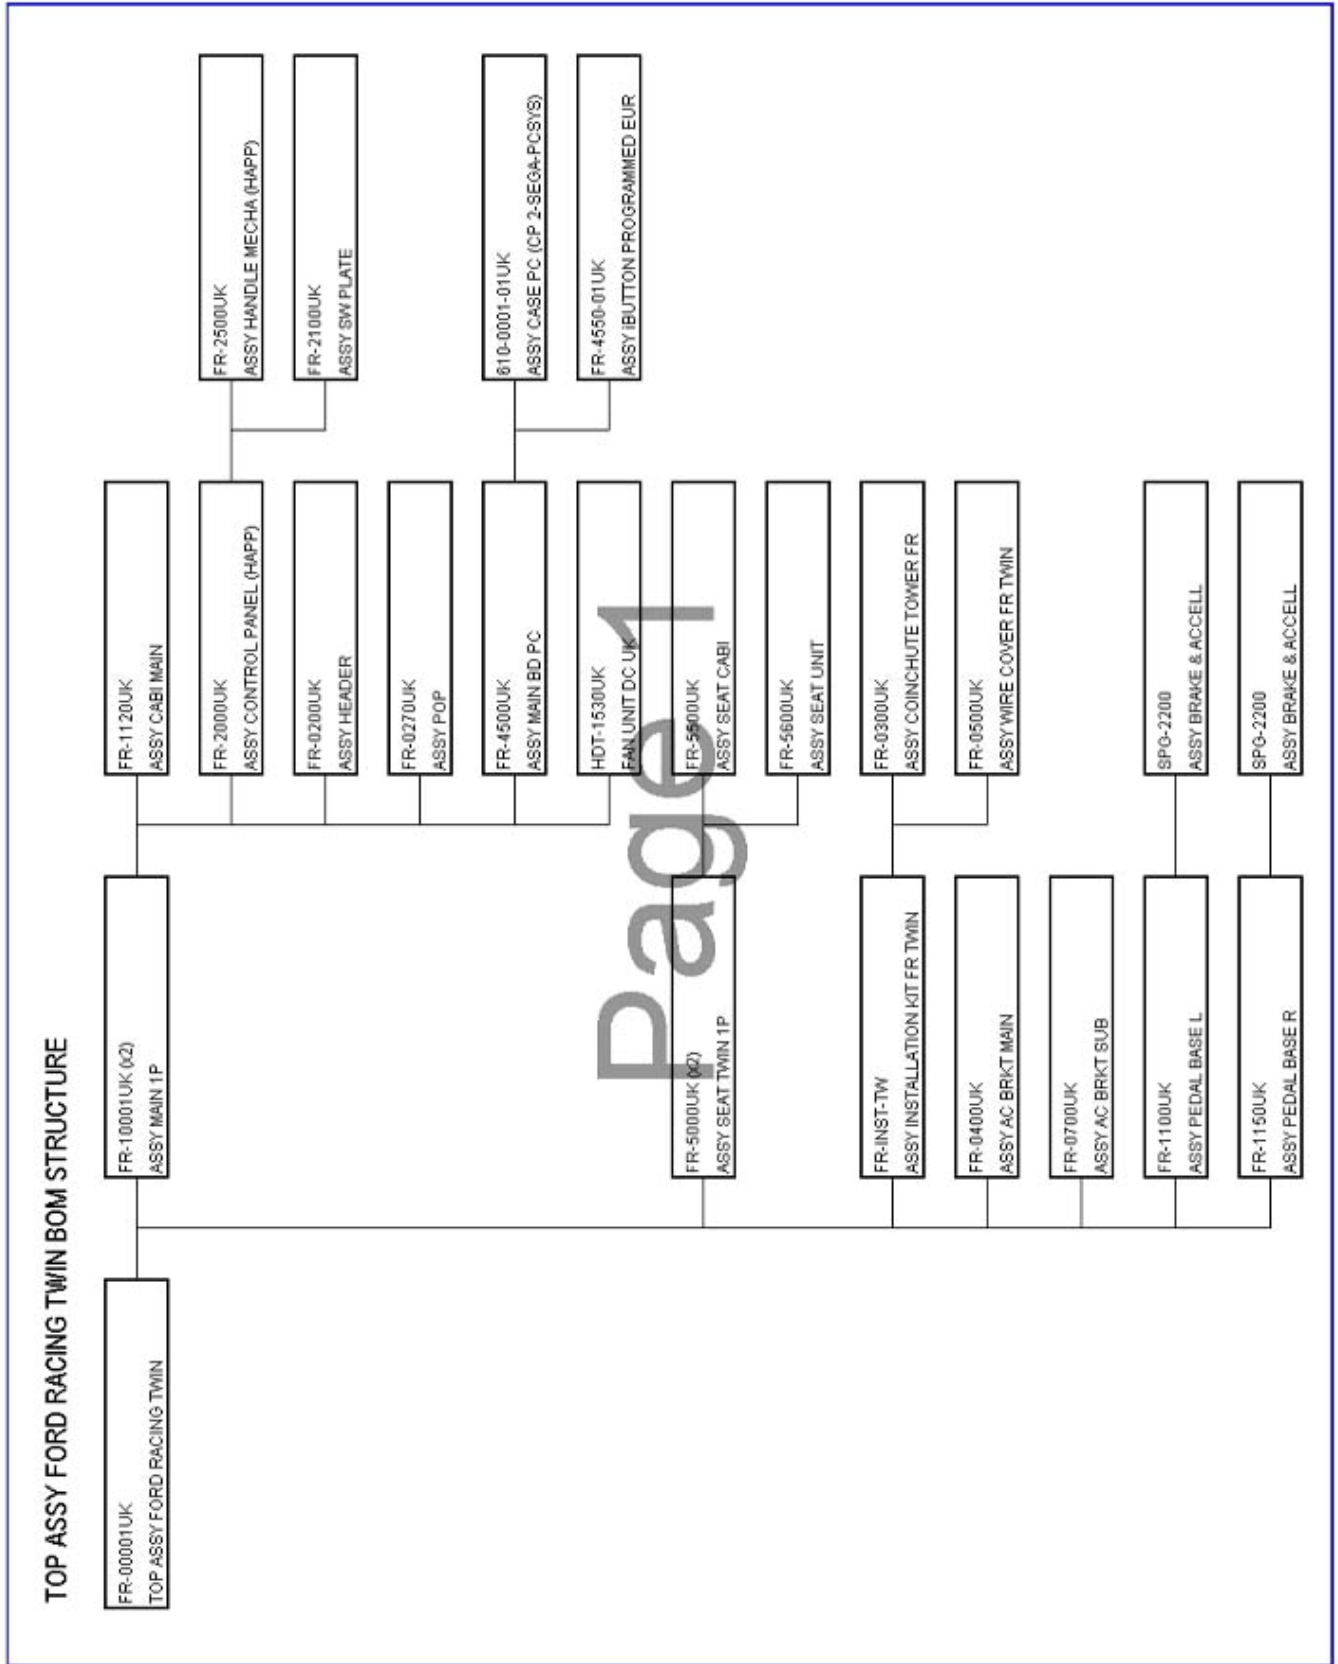 TOP ASSY FORD RACING TWIN BOM STRUCTURE
FR-00001UK
TOP ASSY FORD RACING TWIN
FR-10001UK (x2)
ASSY MAIN 1P
FR-1120UK
ASSY CABI MAIN
FR-2000UK
ASSY CONTROL PANEL (HAPP)
FR-2500UK
ASSY HANDLE MECHA (HAPP)
FR-2100UK
ASSY SW PLATE
FR-0200UK
ASSY HEADER
FR-0270UK
ASSY POP
FR-4500UK
ASSY MAIN BD PC
610-0001-01UK
ASSY CASE PC (CP 2-SEGA-PCSYS)
FR-4550-01UK
ASSY iBUTTON PROGRAMMED EUR
HDT-1530UK
FAN UNIT DC UK
FR-5000UK (x2)
ASSY SEAT TWIN 1P
FR-5500UK
ASSY SEAT CABI
FR-5600UK
ASSY SEAT UNIT
FR-INST-TW
ASSY INSTALLATION KIT FR TWIN
FR-0300UK
ASSY COINCHUTE TOWER FR
FR-0500UK
ASSY WIRE COVER FR TWIN
FR-0400UK
ASSY AC BRKT MAIN
FR-0700UK
ASSY AC BRKT SUB
FR-1100UK
ASSY PEDAL BASE L
SPG-2200
ASSY BRAKE & ACCELL
FR-1150UK
ASSY PEDAL BASE R
SPG-2200
ASSY BRAKE & ACCELL
Page 1